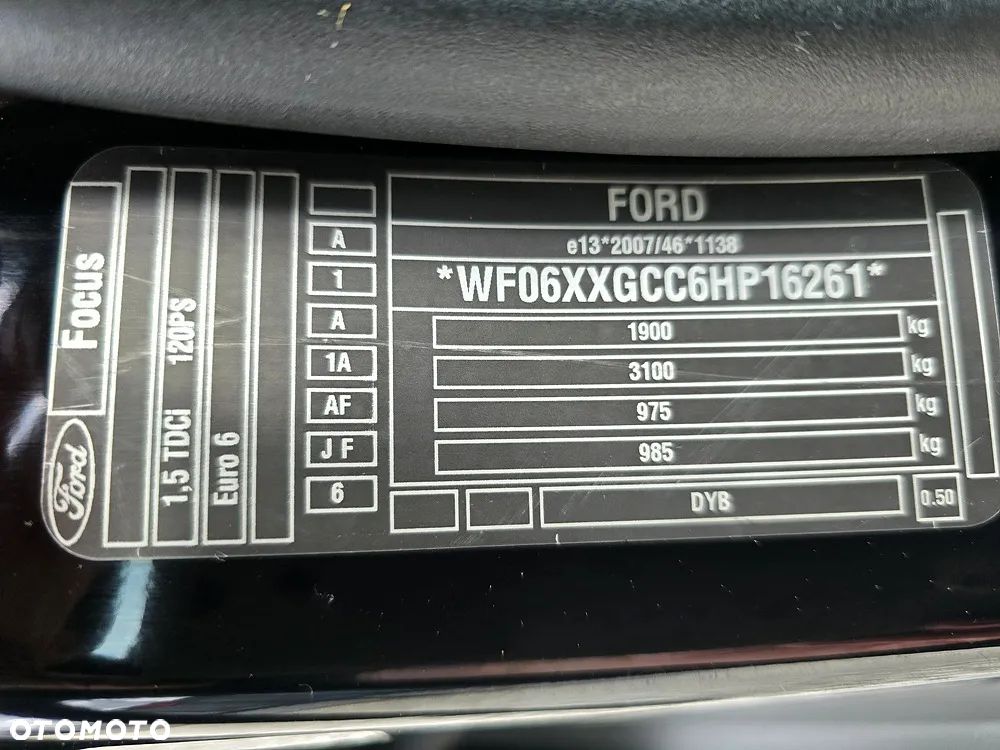 Ford
Focus
1,5 TDCi 120PS
Euro 6
A
1
A
1A
AF
J F
6
FORD
e13*2007/46*1138
*WF06XXGCC6HP16261*
1900 kg
3100 kg
975 kg
985 kg
DYB
0.50
OTOMOTO